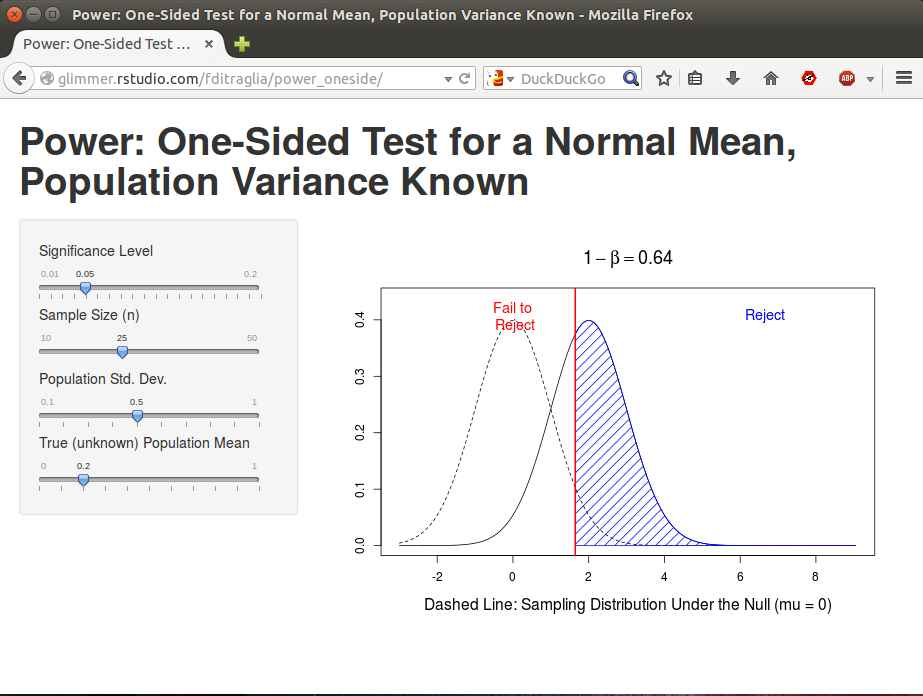 Power: One-Sided Test for a Normal Mean, Population Variance Known - Mozilla Firefox
Power: One-Sided Test ...
glimmer.rstudio.com/fditraglia/power_oneside/
DuckDuckGo
ABP
Power: One-Sided Test for a Normal Mean,
Population Variance Known
Significance Level
0.01 0.05 0.2
Sample Size (n)
10 25 50
Population Std. Dev.
0.1 0.5 1
True (unknown) Population Mean
0 0.2 1
1 − β = 0.64
Fail to
Reject
Reject
0.4
0.3
0.2
0.1
0.0
-2 0 2 4 6 8
Dashed Line: Sampling Distribution Under the Null (mu = 0)